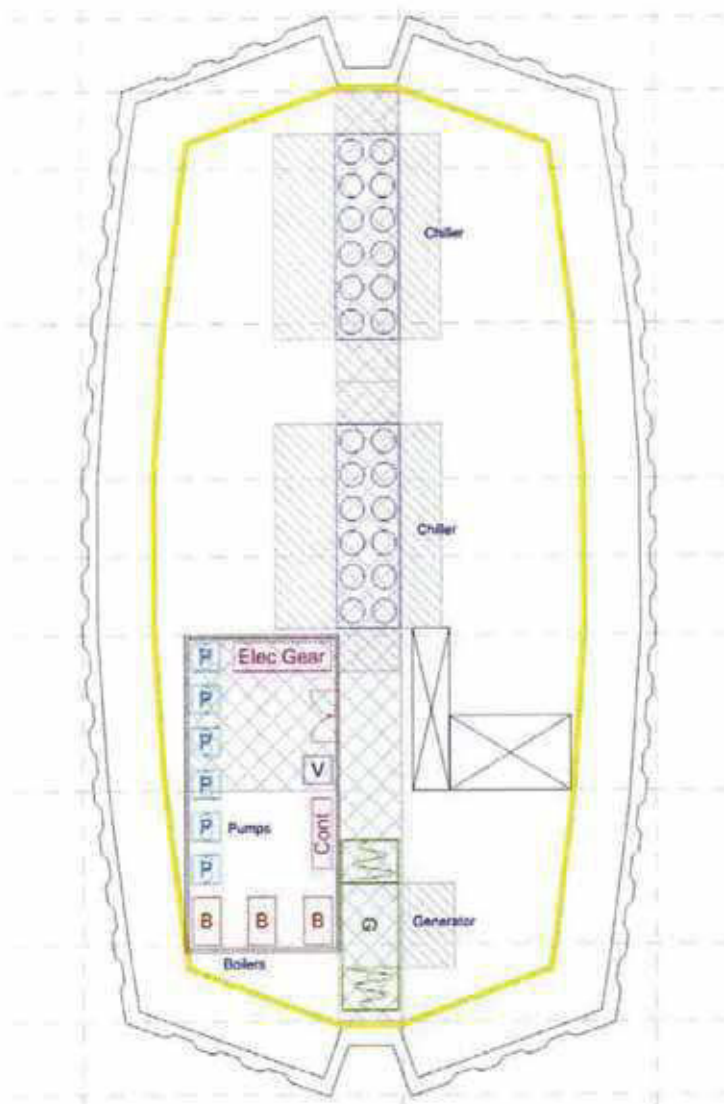 Chiller
Chiller
P
Elec Gear
P
P
V
P
P
Pumps
Cont
P
B
B
B
G
Generator
Boilers